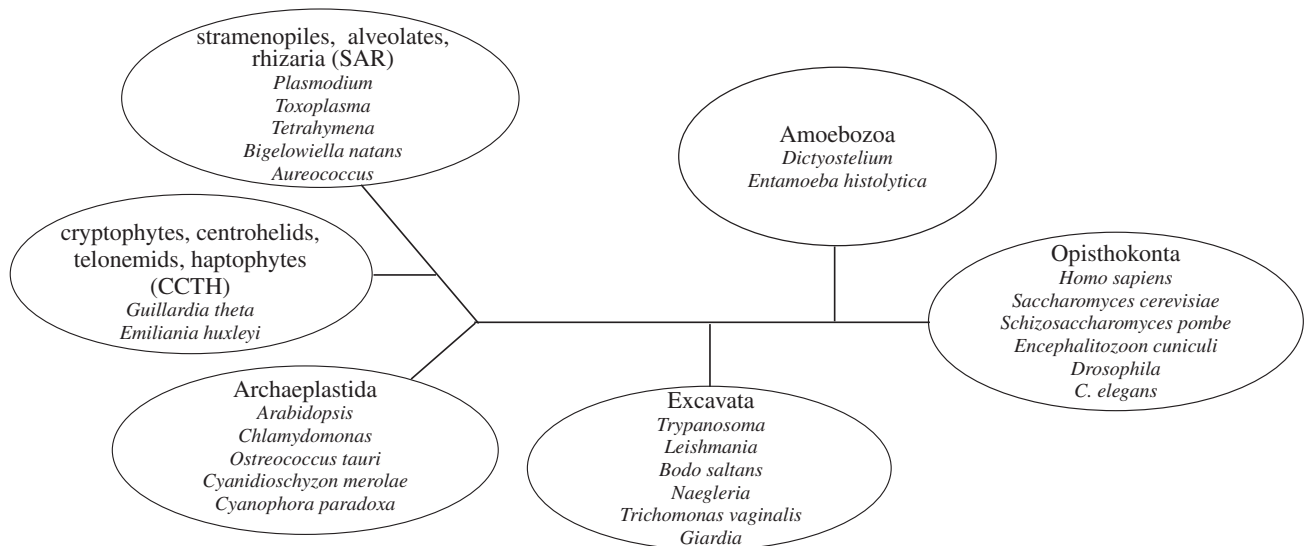 stramenopiles, alveolates,
rhizaria (SAR)
Plasmodium
Toxoplasma
Tetrahymena
Bigelowiella natans
Aureococcus
Amoebozoa
Dictyostelium
Entamoeba histolytica
cryptophytes, centrohelids,
telonemids, haptophytes
(CCTH)
Guillardia theta
Emiliania huxleyi
Opisthokonta
Homo sapiens
Saccharomyces cerevisiae
Schizosaccharomyces pombe
Encephalitozoon cuniculi
Drosophila
C. elegans
Archaeplastida
Arabidopsis
Chlamydomonas
Ostreococcus tauri
Cyanidioschyzon merolae
Cyanophora paradoxa
Excavata
Trypanosoma
Leishmania
Bodo saltans
Naegleria
Trichomonas vaginalis
Giardia